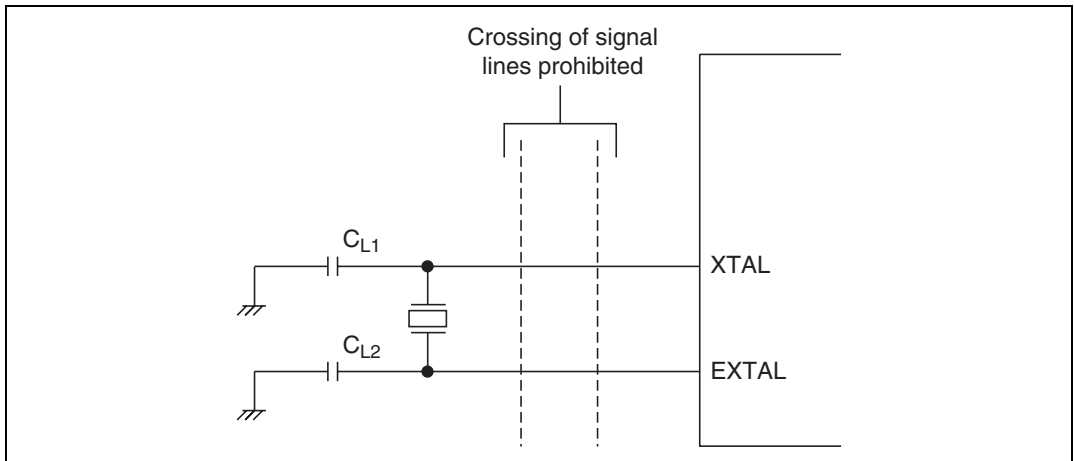 Crossing of signal
lines prohibited
CL1
XTAL
CL2
EXTAL